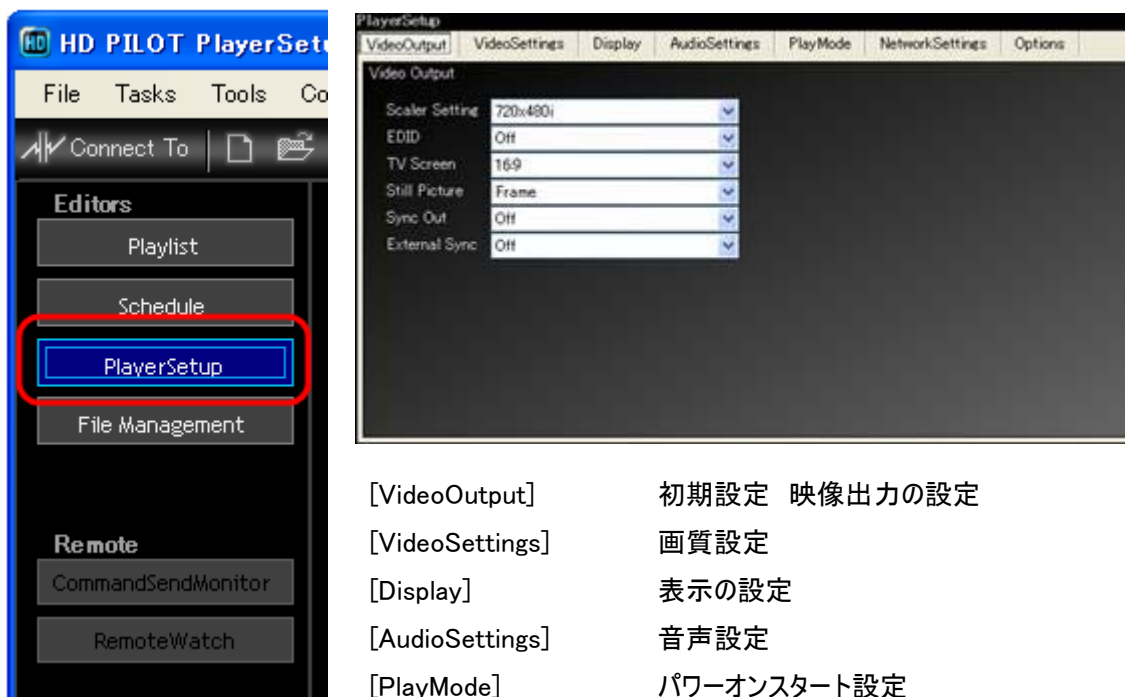 HD PILOT PlayerSet
File Tasks Tools Co
Connect To
Editors
Playlist
Schedule
PlayerSetup
File Management
Remote
CommandSendMonitor
RemoteWatch
PlayerSetup
VideoOutput VideoSettings Display AudioSettings PlayMode NetworkSettings Options
Video Output
Scaler Setting 720x480i
EDID Off
TV Screen 16:9
Still Picture Frame
Sync Out Off
External Sync Off
[VideoOutput] 初期設定 映像出力の設定
[VideoSettings] 画質設定
[Display] 表示の設定
[AudioSettings] 音声設定
[PlayMode] パワーオンスタート設定